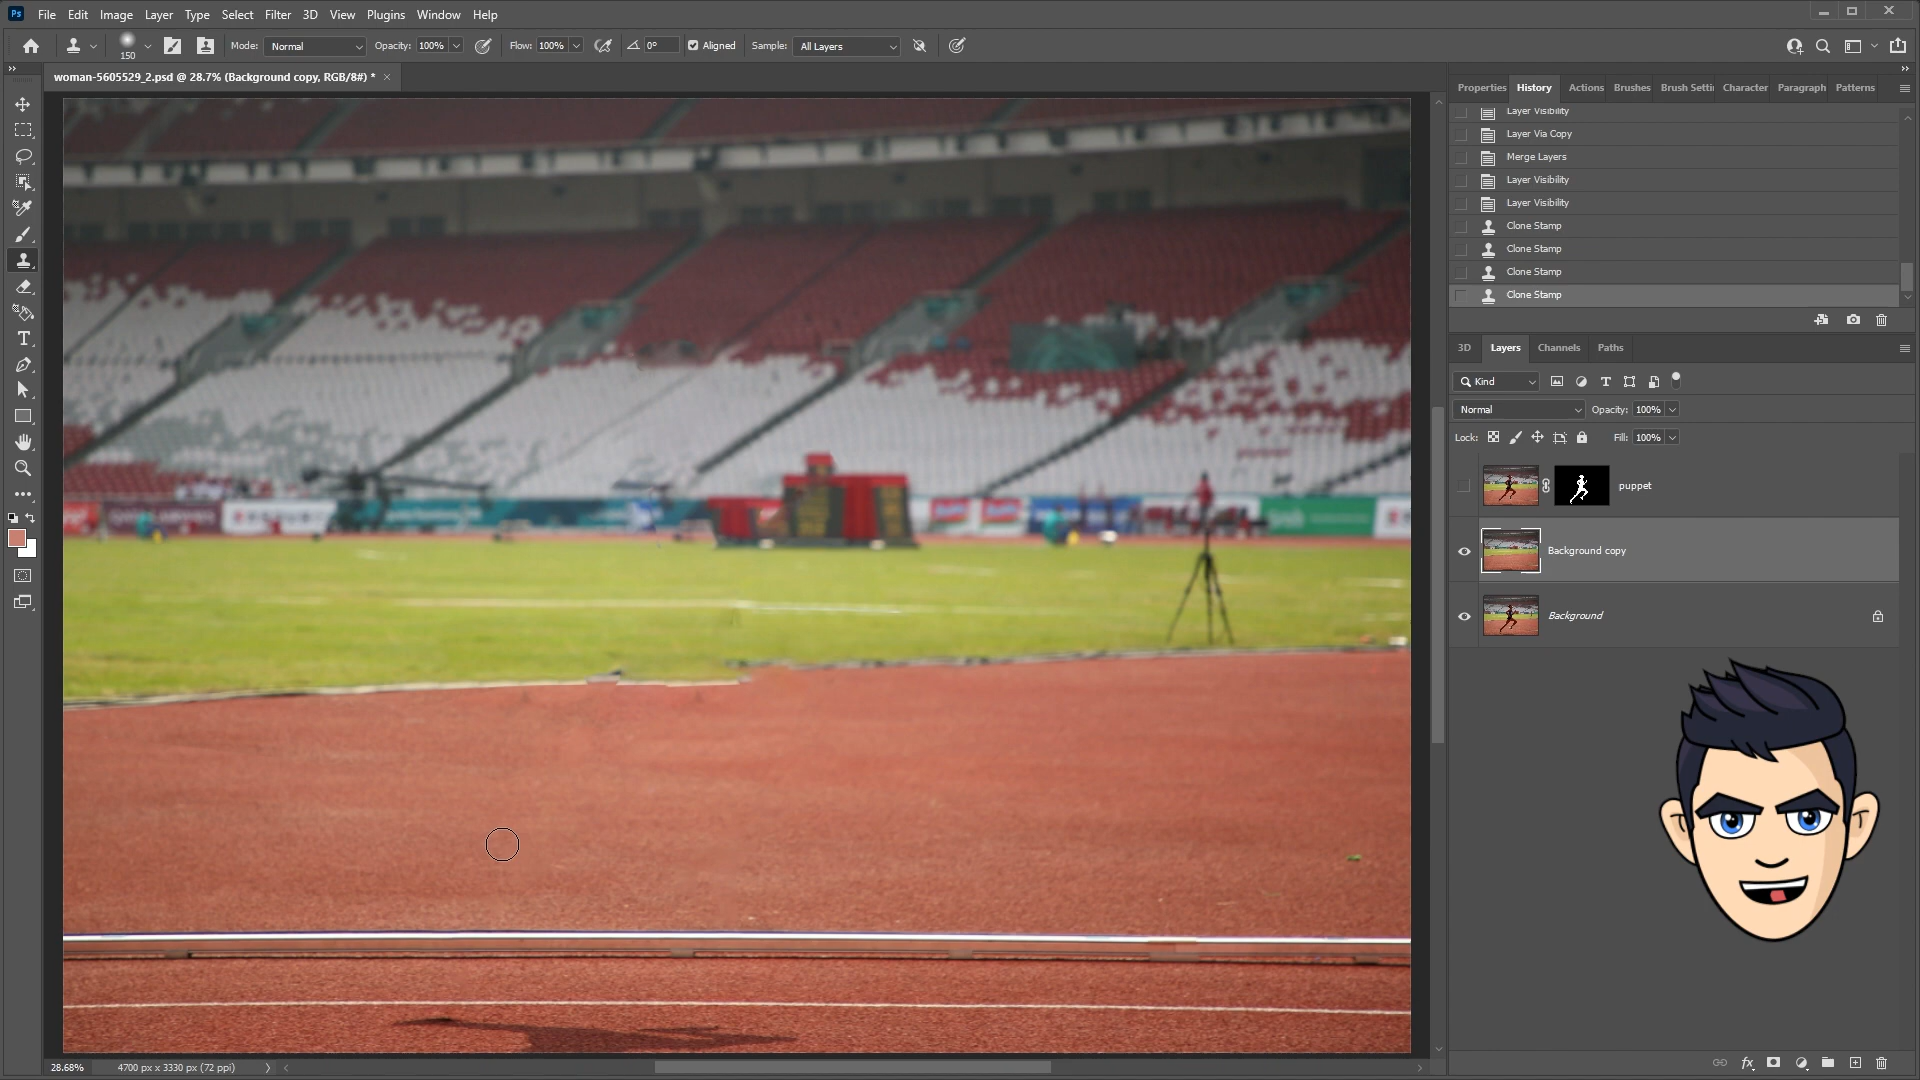 Ps File Edit Image Layer Type Select Filter 3D View Plugins Window Help
150 Mode: Normal Opacity: 100% Flow: 100% 0° Aligned Sample: All Layers
woman-5605529_2.psd @ 28.7% (Background copy, RGB/8#) * ×
Properties History Actions Brushes Brush Setti Character Paragraph Patterns
Layer Visibility
Layer Via Copy
Merge Layers
Layer Visibility
Layer Visibility
Clone Stamp
Clone Stamp
Clone Stamp
Clone Stamp
3D Layers Channels Paths
Kind
Normal Opacity: 100%
Lock: Fill: 100%
puppet
Background copy
Background
fx
28.68% 4700 px x 3330 px (72 ppi)